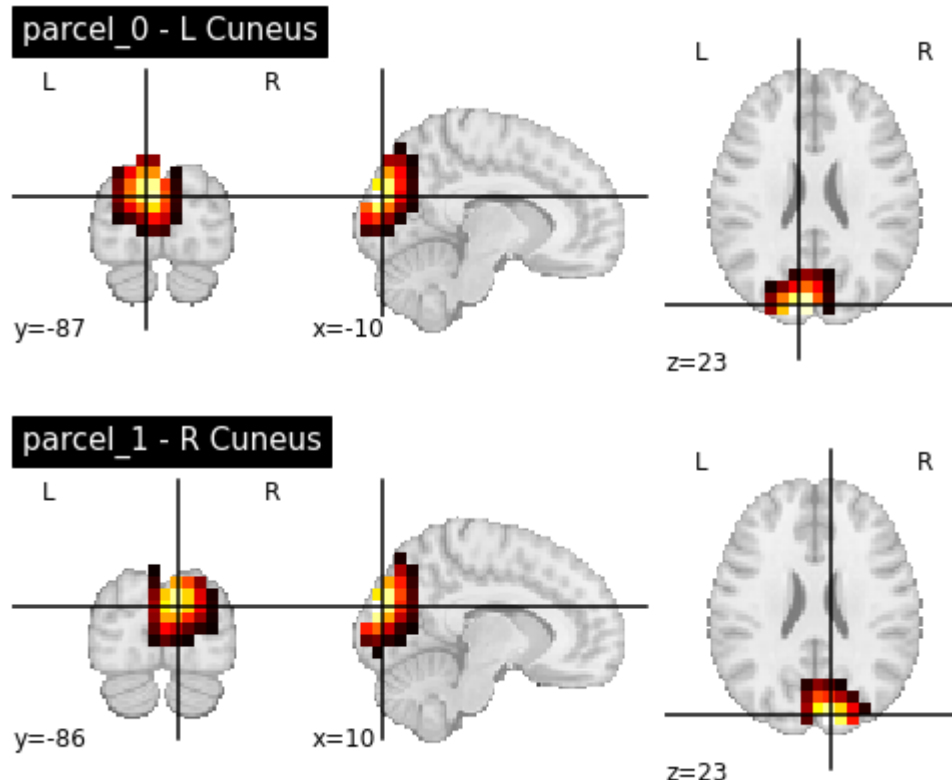 parcel_0 - L Cuneus
L R L R
y=-87 x=-10 z=23
parcel_1 - R Cuneus
L R L R
y=-86 x=10 z=23